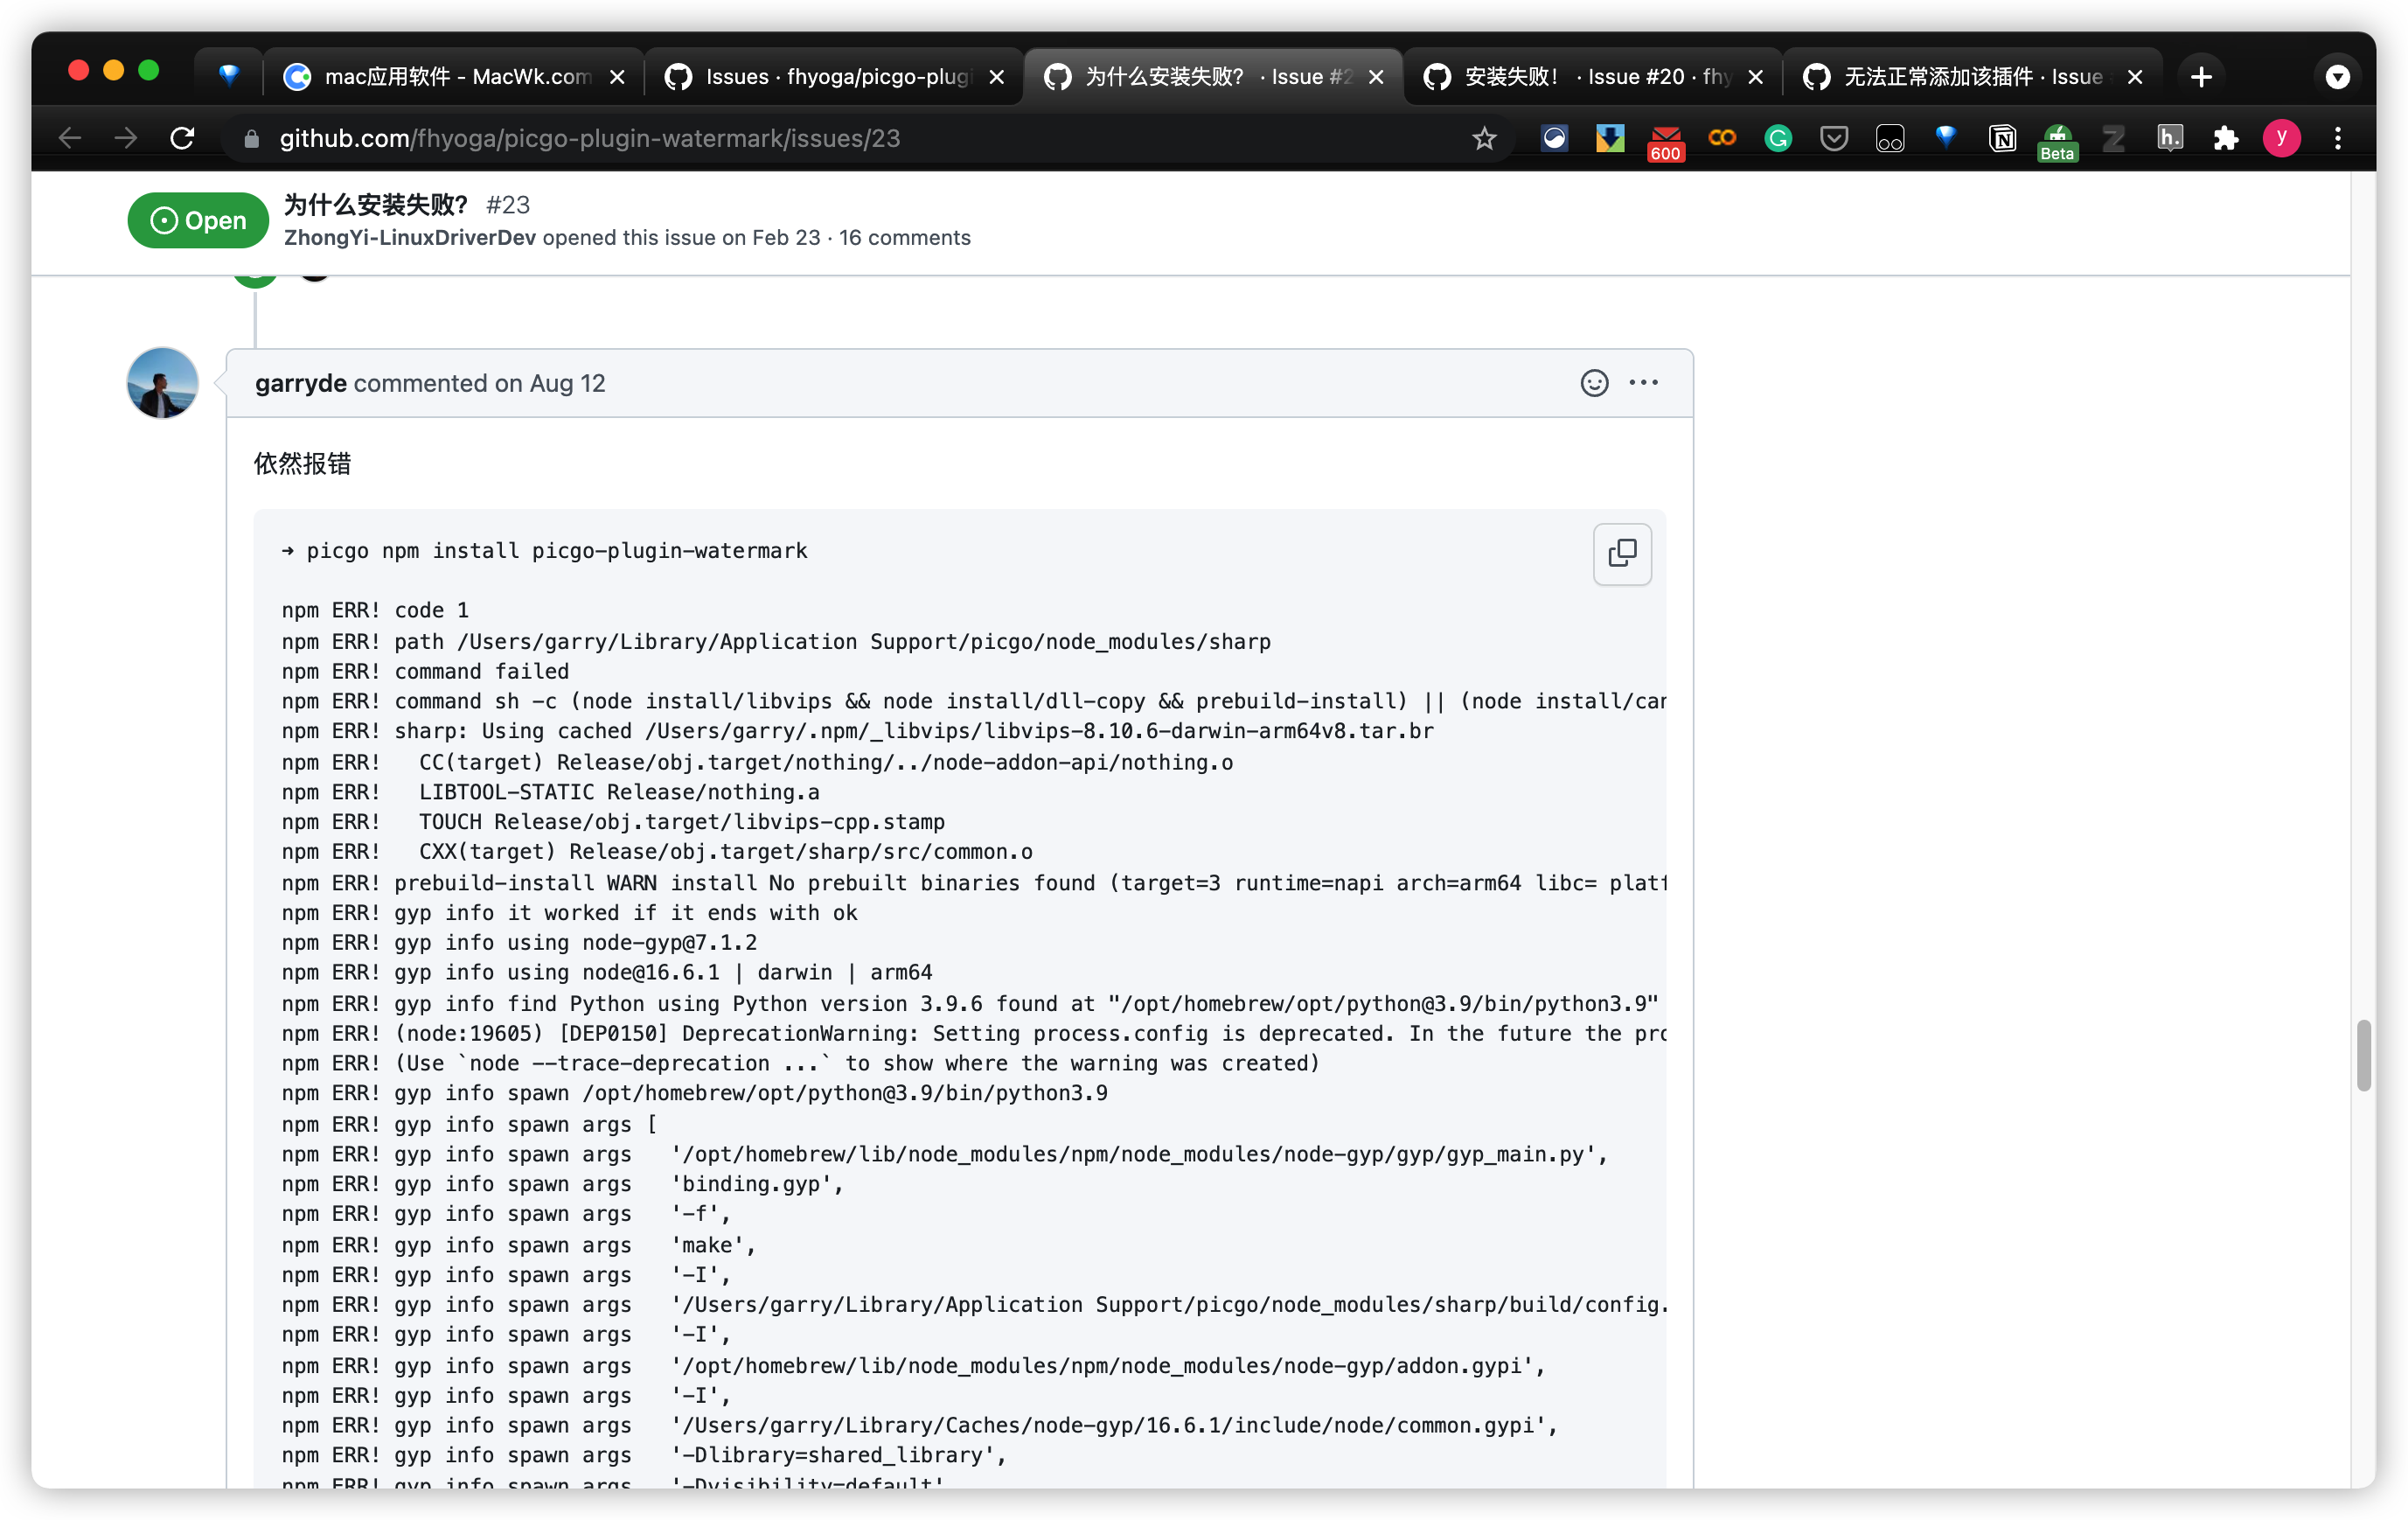 mac应用软件 - MacWk.com
Issues · fhyoga/picgo-plugi
为什么安装失败? · Issue #2
安装失败! · Issue #20 · fhy
无法正常添加该插件 · Issue
github.com/fhyoga/picgo-plugin-watermark/issues/23
600
Beta
h.
y
Open
为什么安装失败? #23
ZhongYi-LinuxDriverDev opened this issue on Feb 23 · 16 comments
garryde commented on Aug 12
依然报错
➜ picgo npm install picgo-plugin-watermark
npm ERR! code 1
npm ERR! path /Users/garry/Library/Application Support/picgo/node_modules/sharp
npm ERR! command failed
npm ERR! command sh -c (node install/libvips && node install/dll-copy && prebuild-install) || (node install/can
npm ERR! sharp: Using cached /Users/garry/.npm/_libvips/libvips-8.10.6-darwin-arm64v8.tar.br
npm ERR!   CC(target) Release/obj.target/nothing/../node-addon-api/nothing.o
npm ERR!   LIBTOOL-STATIC Release/nothing.a
npm ERR!   TOUCH Release/obj.target/libvips-cpp.stamp
npm ERR!   CXX(target) Release/obj.target/sharp/src/common.o
npm ERR! prebuild-install WARN install No prebuilt binaries found (target=3 runtime=napi arch=arm64 libc= platf
npm ERR! gyp info it worked if it ends with ok
npm ERR! gyp info using node-gyp@7.1.2
npm ERR! gyp info using node@16.6.1 | darwin | arm64
npm ERR! gyp info find Python using Python version 3.9.6 found at "/opt/homebrew/opt/python@3.9/bin/python3.9"
npm ERR! (node:19605) [DEP0150] DeprecationWarning: Setting process.config is deprecated. In the future the pro
npm ERR! (Use `node --trace-deprecation ...` to show where the warning was created)
npm ERR! gyp info spawn /opt/homebrew/opt/python@3.9/bin/python3.9
npm ERR! gyp info spawn args [
npm ERR! gyp info spawn args   '/opt/homebrew/lib/node_modules/npm/node_modules/node-gyp/gyp/gyp_main.py',
npm ERR! gyp info spawn args   'binding.gyp',
npm ERR! gyp info spawn args   '-f',
npm ERR! gyp info spawn args   'make',
npm ERR! gyp info spawn args   '-I',
npm ERR! gyp info spawn args   '/Users/garry/Library/Application Support/picgo/node_modules/sharp/build/config.
npm ERR! gyp info spawn args   '-I',
npm ERR! gyp info spawn args   '/opt/homebrew/lib/node_modules/npm/node_modules/node-gyp/addon.gypi',
npm ERR! gyp info spawn args   '-I',
npm ERR! gyp info spawn args   '/Users/garry/Library/Caches/node-gyp/16.6.1/include/node/common.gypi',
npm ERR! gyp info spawn args   '-Dlibrary=shared_library',
npm ERR! gyp info spawn args   '-Dvisibility=default'